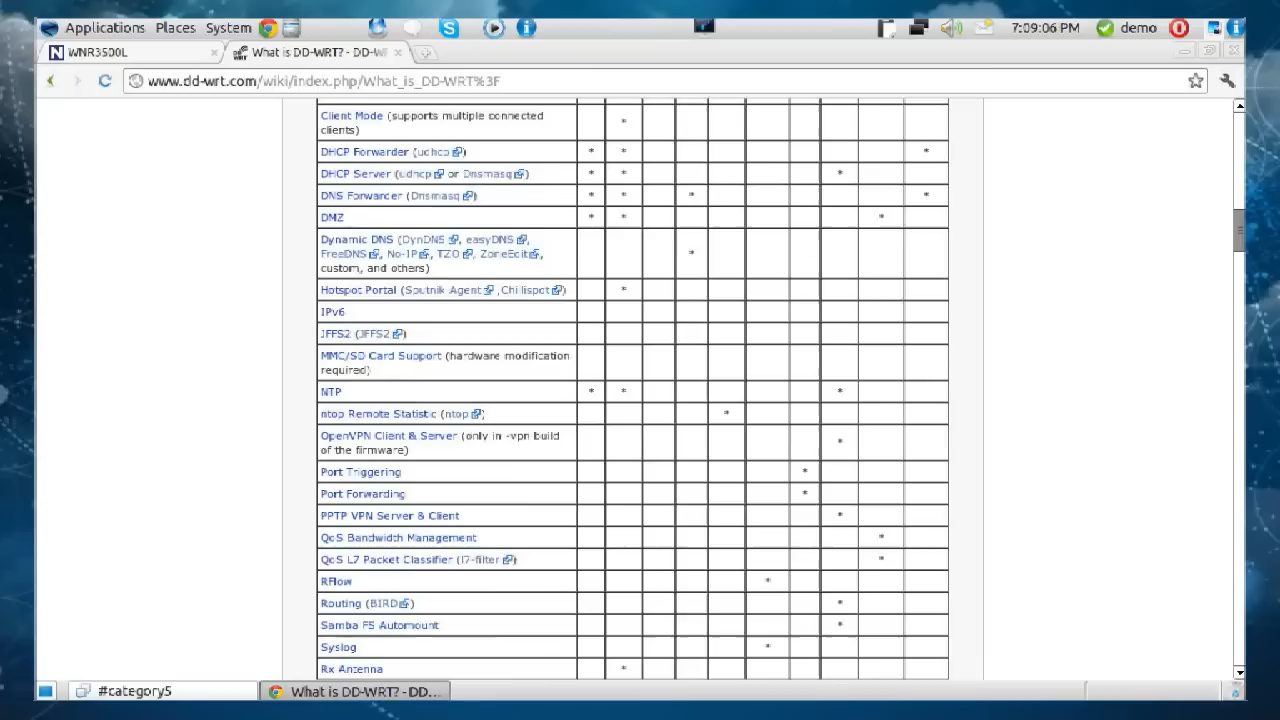 Applications Places System 7:09:06 PM demo
WNR3500L What is DD-WRT? - DD-WR
www.dd-wrt.com/wiki/index.php/What_is_DD-WRT%3F
Client Mode (supports multiple connected
clients) *
DHCP Forwarder (udhcp) * * *
DHCP Server (udhcp or Dnsmasq) * * *
DNS Forwarder (Dnsmasq) * * * *
DMZ * * *
Dynamic DNS (DynDNS, easyDNS,
FreeDNS, No-IP, TZO, ZoneEdit, *
custom, and others)
Hotspot Portal (Sputnik Agent ,Chillispot) *
IPv6
JFFS2 (JFFS2)
MMC/SD Card Support (hardware modification
required)
NTP * * *
ntop Remote Statistic (ntop) *
OpenVPN Client & Server (only in -vpn build
of the firmware) *
Port Triggering *
Port Forwarding *
PPTP VPN Server & Client *
QoS Bandwidth Management *
QoS L7 Packet Classifier (l7-filter) *
RFlow *
Routing (BIRD) *
Samba FS Automount *
Syslog *
Rx Antenna *
#category5 What is DD-WRT? - DD...